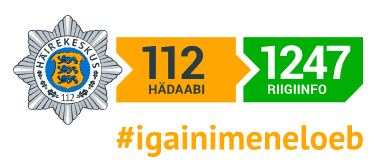 HÄIREKESKUS
112
112
HÄDAABI
1247
RIIGIINFO
#igainimeneloeb